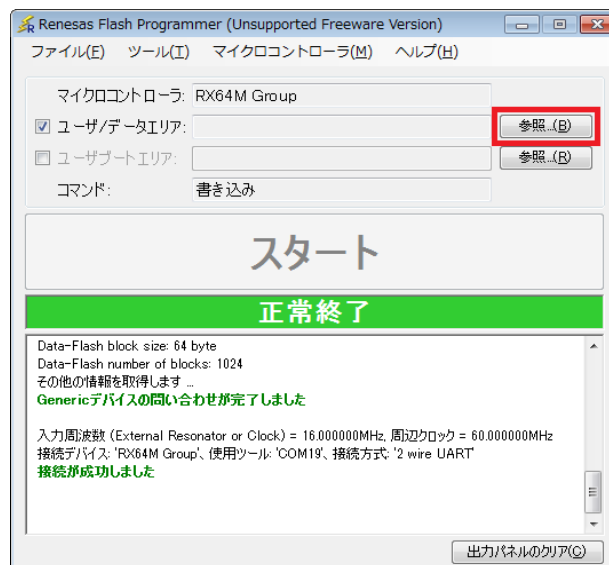 Renesas Flash Programmer (Unsupported Freeware Version)
ファイル(F) ツール(T) マイクロコントローラ(M) ヘルプ(H)
マイクロコントローラ: RX64M Group
ユーザ/データエリア: 参照...(B)
ユーザブートエリア: 参照...(R)
コマンド: 書き込み
スタート
正常終了
Data-Flash block size: 64 byte
Data-Flash number of blocks: 1024
その他の情報を取得します ...
Genericデバイスの問い合わせが完了しました
入力周波数 (External Resonator or Clock) = 16.000000MHz, 周辺クロック = 60.000000MHz
接続デバイス: 'RX64M Group'、使用ツール: 'COM19'、接続方式: '2 wire UART'
接続が成功しました
出力パネルのクリア(C)